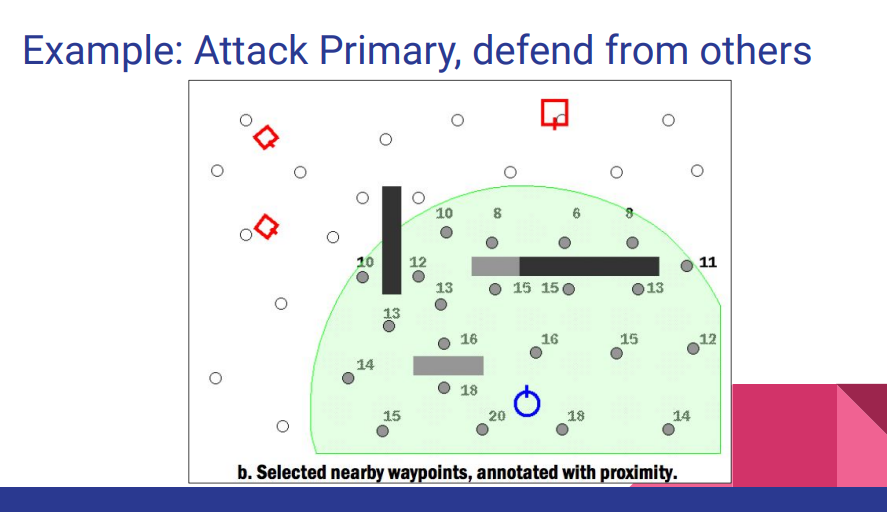 Example: Attack Primary, defend from others
10 8 6 8
10 12 11
13 15 15 13
13
16 16 15 12
14
18
15 20 18 14
b. Selected nearby waypoints, annotated with proximity.